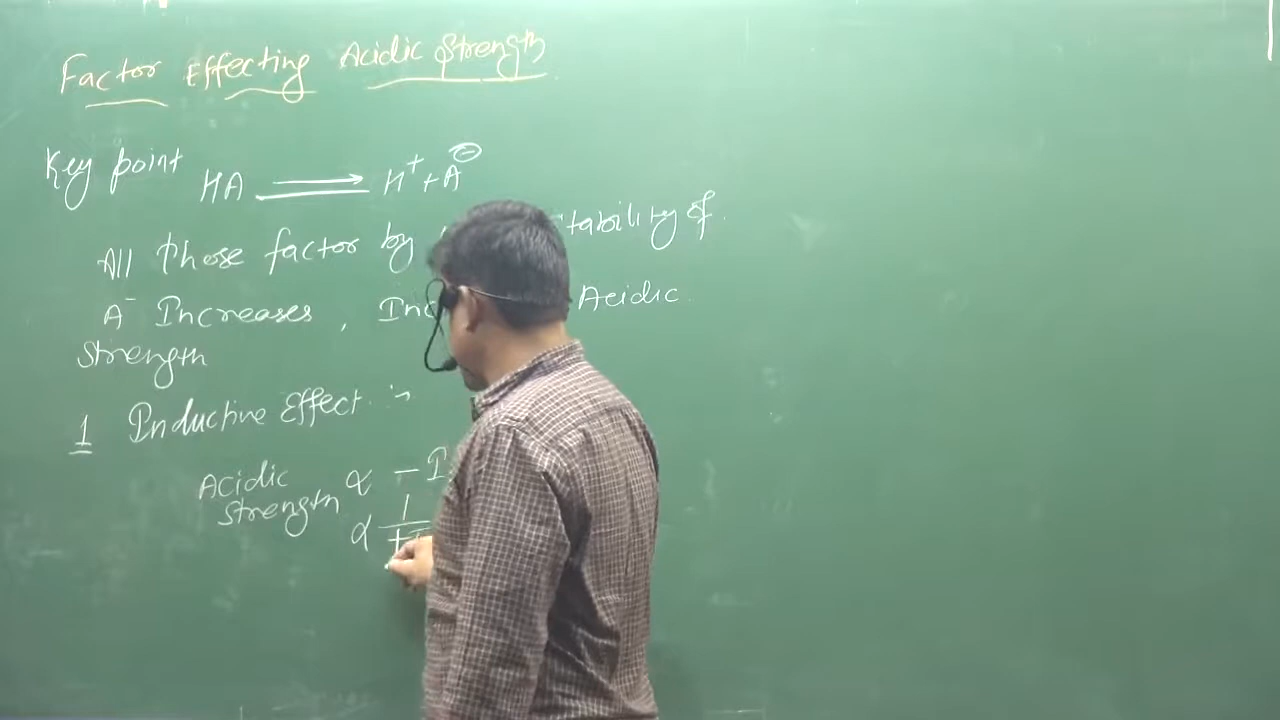 Factor Effecting Acidic Strength
Key point HA ⇌ H⁺ + A⊖
All those factor by stability of
A⁻ Increases, Acidic
strength
1 Inductive Effect :-
Acidic strength ∝ - I
∝ 1/+I